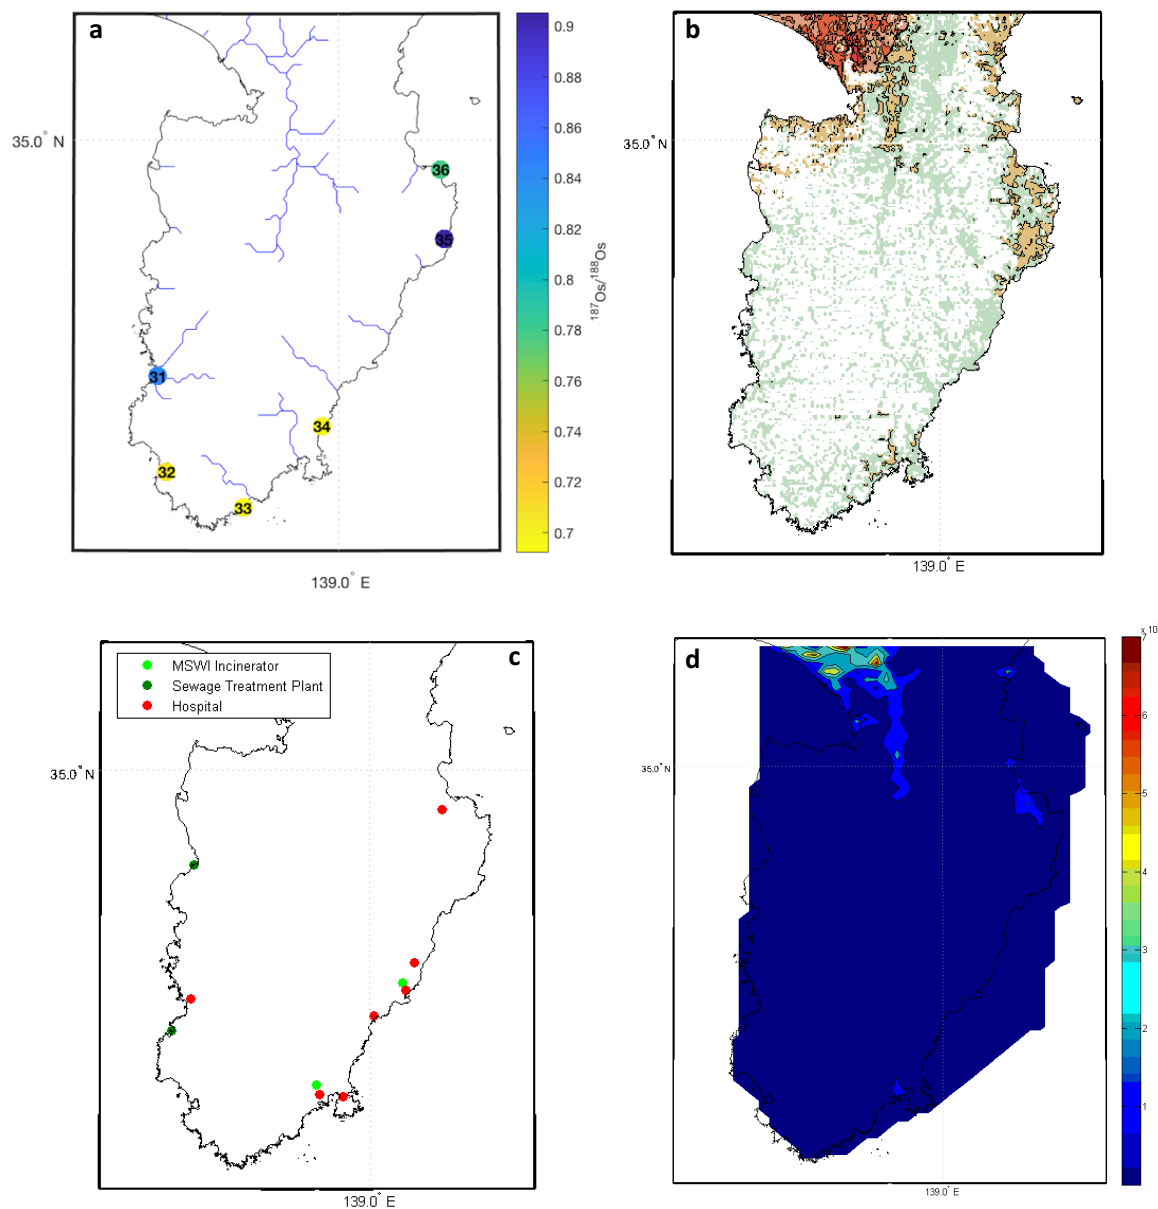 a
35.0° N
36
35
31
34
32
33
139.0° E
0.9
0.88
0.86
0.84
0.82
0.8
0.78
0.76
0.74
0.72
0.7
187Os/188Os
b
35.0° N
139.0° E
c
MSWI Incinerator
Sewage Treatment Plant
Hospital
35.0° N
139.0° E
d
35.0° N
139.0° E
x 10
7
6
5
4
3
2
1